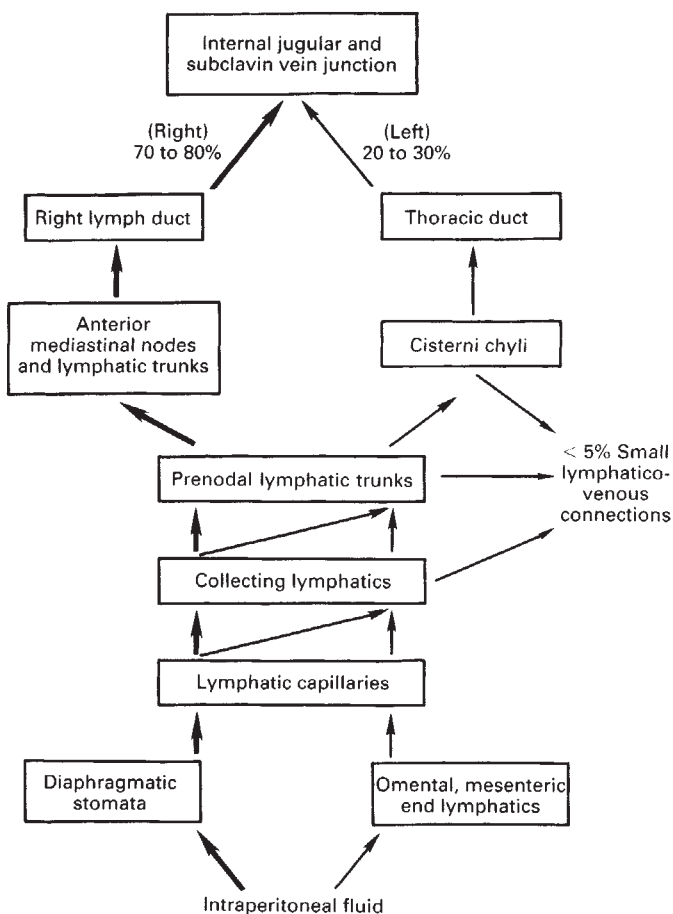 Internal jugular and
subclavin vein junction
(Right)
70 to 80%
(Left)
20 to 30%
Right lymph duct
Thoracic duct
Anterior
mediastinal nodes
and lymphatic trunks
Cisterni chyli
Prenodal lymphatic trunks
< 5% Small
lymphatico-
venous
connections
Collecting lymphatics
Lymphatic capillaries
Diaphragmatic
stomata
Omental, mesenteric
end lymphatics
Intraperitoneal fluid